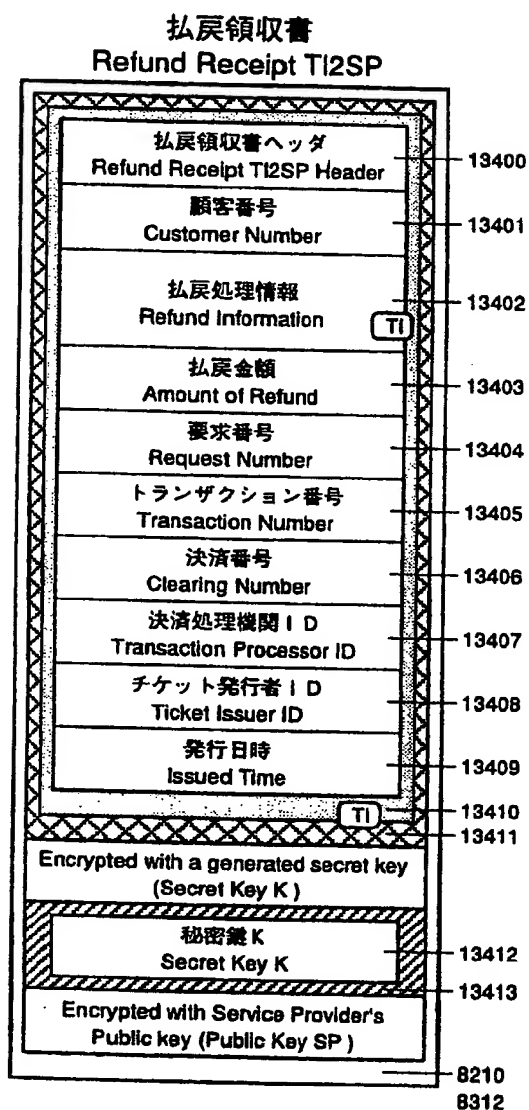 払戻領収書
Refund Receipt TI2SP
払戻領収書ヘッダ
Refund Receipt TI2SP Header
13400
顧客番号
Customer Number
13401
払戻処理情報
Refund Information
TI
13402
払戻金額
Amount of Refund
13403
要求番号
Request Number
13404
トランザクション番号
Transaction Number
13405
決済番号
Clearing Number
13406
決済処理機関ID
Transaction Processor ID
13407
チケット発行者ID
Ticket Issuer ID
13408
発行日時
Issued Time
13409
TI
13410
13411
Encrypted with a generated secret key
(Secret Key K)
秘密鍵K
Secret Key K
13412
13413
Encrypted with Service Provider's
Public key (Public Key SP)
8210
8312